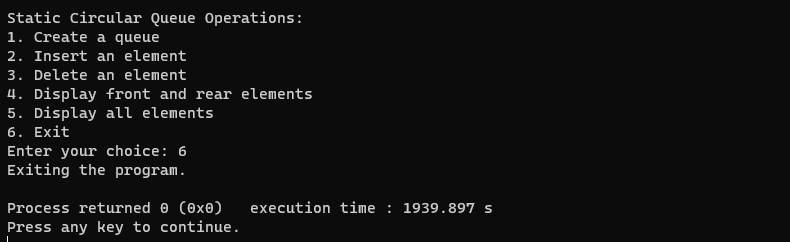 Static Circular Queue Operations:
1. Create a queue
2. Insert an element
3. Delete an element
4. Display front and rear elements
5. Display all elements
6. Exit
Enter your choice: 6
Exiting the program.
Process returned 0 (0x0)   execution time : 1939.897 s
Press any key to continue.